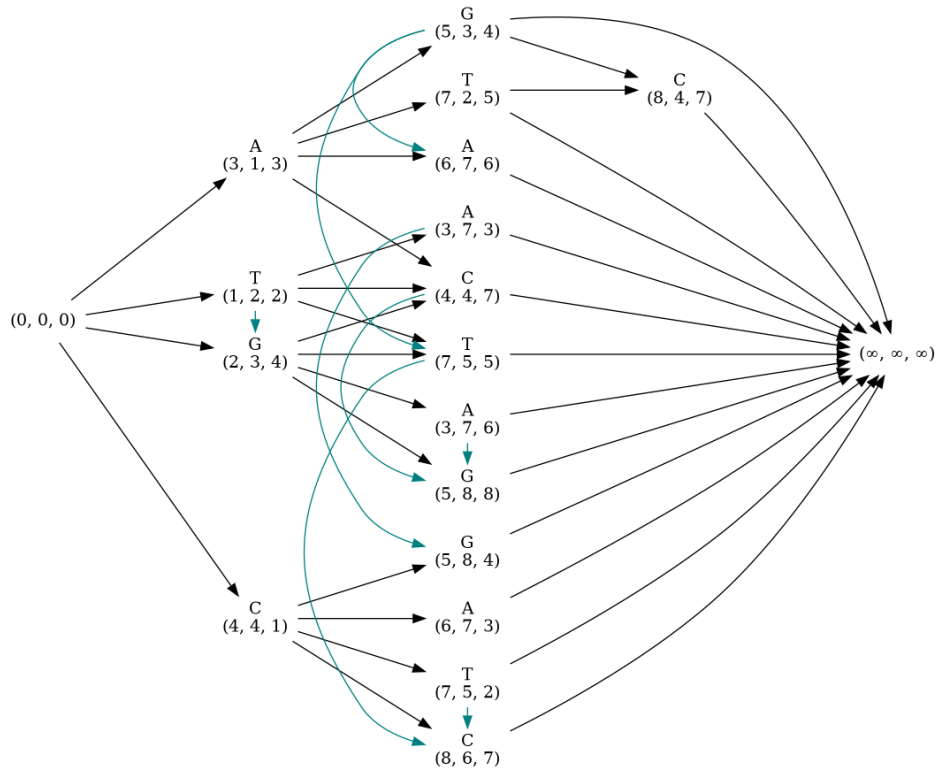 G
(5, 3, 4)
T
(7, 2, 5)
C
(8, 4, 7)
A
(3, 1, 3)
A
(6, 7, 6)
A
(3, 7, 3)
T
(1, 2, 2)
C
(4, 4, 7)
(0, 0, 0)
G
(2, 3, 4)
T
(7, 5, 5)
(∞, ∞, ∞)
A
(3, 7, 6)
G
(5, 8, 8)
G
(5, 8, 4)
C
(4, 4, 1)
A
(6, 7, 3)
T
(7, 5, 2)
C
(8, 6, 7)